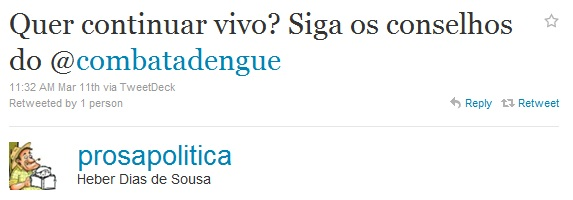 Quer continuar vivo? Siga os conselhos
do @combatadengue
11:32 AM Mar 11th via TweetDeck
Retweeted by 1 person
Reply Retweet
prosapolitica
Heber Dias de Sousa